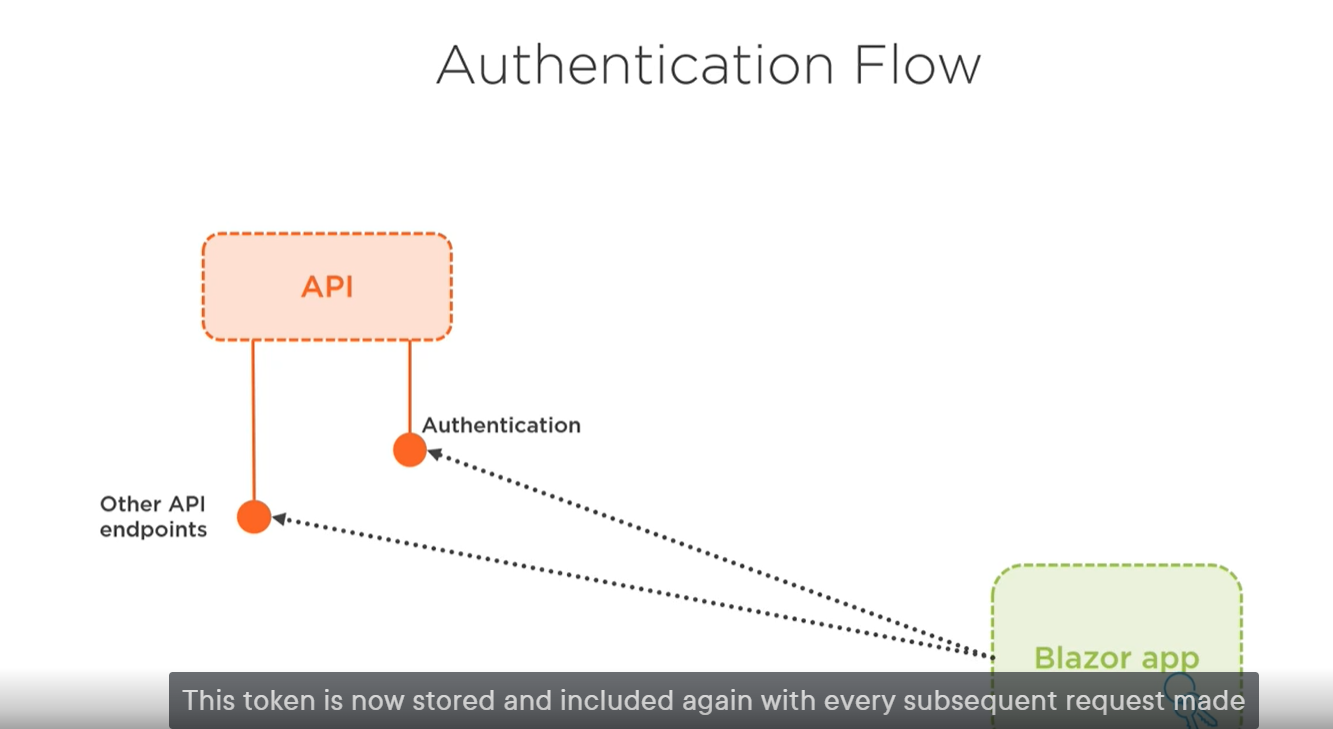 Authentication Flow
API
Authentication
Other API
endpoints
Blazor app
This token is now stored and included again with every subsequent request made